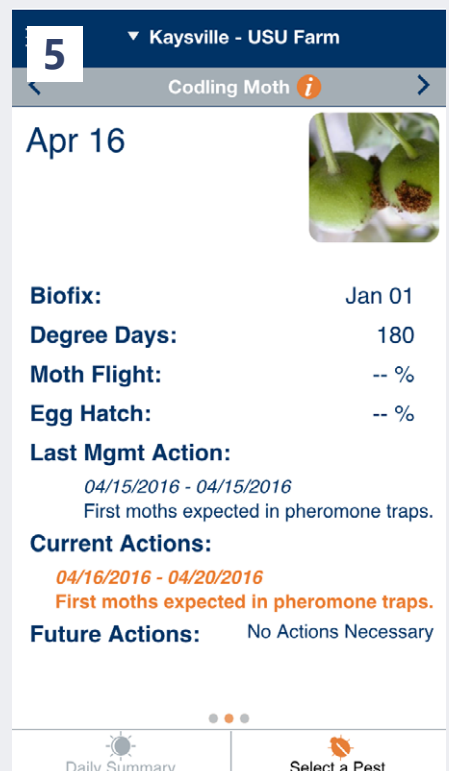 5
▼ Kaysville - USU Farm
< Codling Moth i >
Apr 16
Biofix: Jan 01
Degree Days: 180
Moth Flight: -- %
Egg Hatch: -- %
Last Mgmt Action:
04/15/2016 - 04/15/2016
First moths expected in pheromone traps.
Current Actions:
04/16/2016 - 04/20/2016
First moths expected in pheromone traps.
Future Actions: No Actions Necessary
Daily Summary Select a Pest